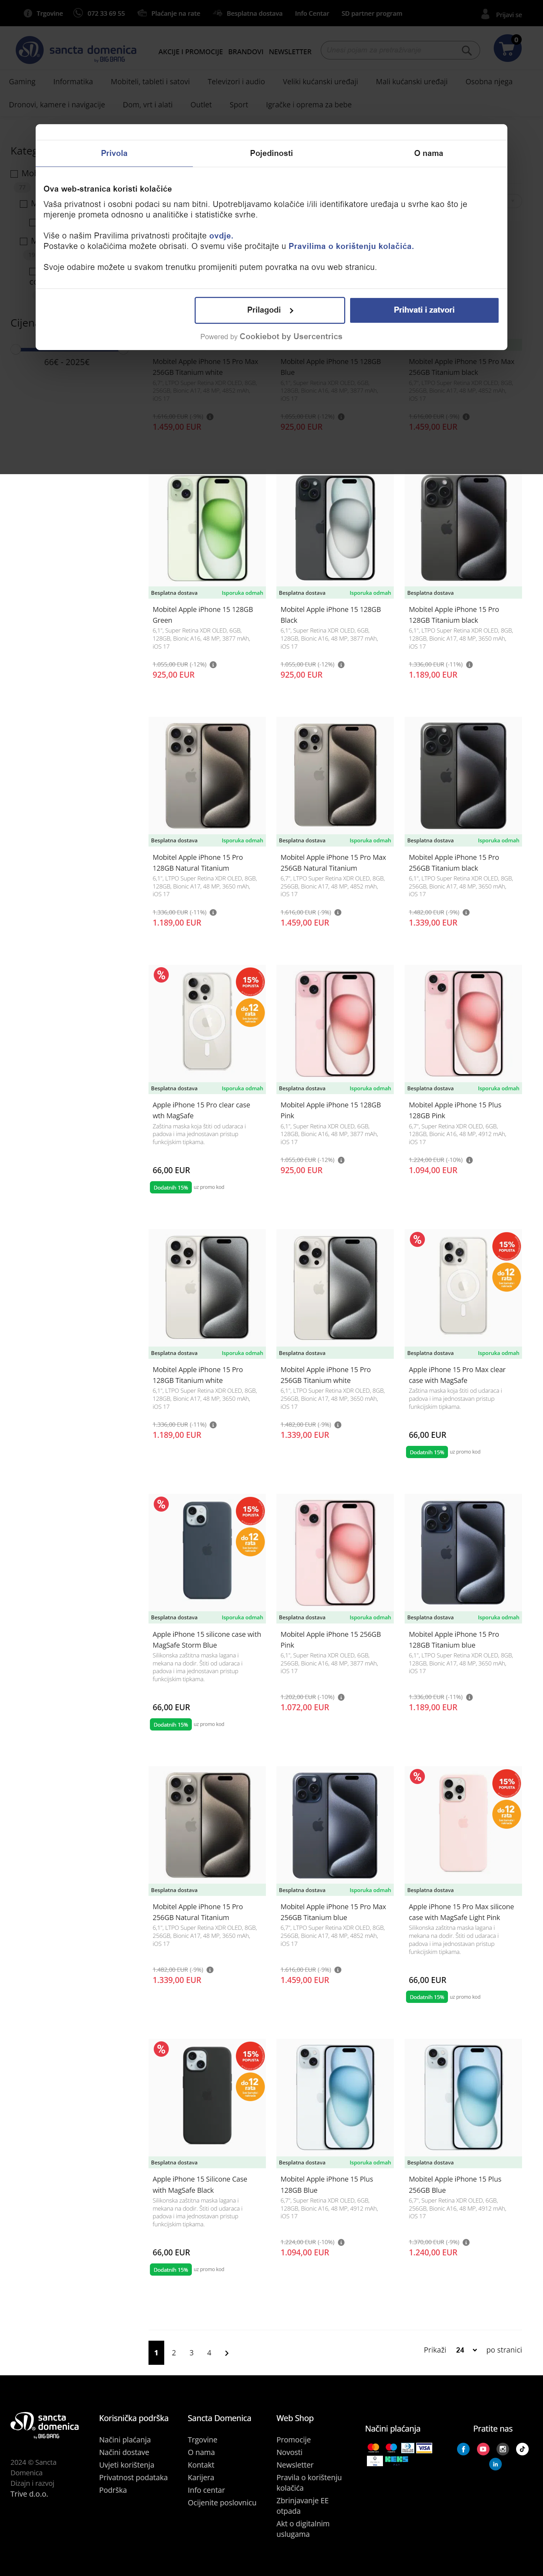 Trgovine 072 33 69 55 Plaćanje na rate Besplatna dostava Info Centar SD partner program Prijavi se
sancta domenica
by BIG BANG
AKCIJE I PROMOCIJE BRANDOVI NEWSLETTER
0
Gaming Informatika Mobiteli, tableti i satovi Televizori i audio Veliki kućanski uređaji Mali kućanski uređaji Osobna njega
Dronovi, kamere i navigacije Dom, vrt i alati Outlet Sport Igračke i oprema za bebe
Privola Pojedinosti O nama
Ova web-stranica koristi kolačiće
Vaša privatnost i osobni podaci su nam bitni. Upotrebljavamo kolačiće i/ili identifikatore uređaja u svrhe kao što je
mjerenje prometa odnosno u analitičke i statističke svrhe.
Više o našim Pravilima privatnosti pročitajte ovdje.
Postavke o kolačićima možete obrisati. O svemu više pročitajte u Pravilima o korištenju kolačića.
Svoje odabire možete u svakom trenutku promijeniti putem povratka na ovu web stranicu.
Prilagodi
Prihvati i zatvori
Powered by Cookiebot by Usercentrics
66€ - 2025€
Mobitel Apple iPhone 15 Pro Max
256GB Titanium white
1.459,00 EUR
Mobitel Apple iPhone 15 128GB
Blue
925,00 EUR
Mobitel Apple iPhone 15 Pro Max
256GB Titanium black
1.459,00 EUR
Besplatna dostava Isporuka odmah
Mobitel Apple iPhone 15 128GB
Green
6,1", Super Retina XDR OLED, 6GB,
128GB, Bionic A16, 48 MP, 3877 mAh,
iOS 17
1.055,00 EUR (-12%)
925,00 EUR
Besplatna dostava Isporuka odmah
Mobitel Apple iPhone 15 128GB
Black
6,1", Super Retina XDR OLED, 6GB,
128GB, Bionic A16, 48 MP, 3877 mAh,
iOS 17
1.055,00 EUR (-12%)
925,00 EUR
Besplatna dostava
Mobitel Apple iPhone 15 Pro
128GB Titanium black
6,1", LTPO Super Retina XDR OLED, 8GB,
128GB, Bionic A17, 48 MP, 3650 mAh,
iOS 17
1.336,00 EUR (-11%)
1.189,00 EUR
Besplatna dostava Isporuka odmah
Mobitel Apple iPhone 15 Pro
128GB Natural Titanium
6,1", LTPO Super Retina XDR OLED, 8GB,
128GB, Bionic A17, 48 MP, 3650 mAh,
iOS 17
1.336,00 EUR (-11%)
1.189,00 EUR
Besplatna dostava Isporuka odmah
Mobitel Apple iPhone 15 Pro Max
256GB Natural Titanium
6,7", LTPO Super Retina XDR OLED, 8GB,
256GB, Bionic A17, 48 MP, 4852 mAh,
iOS 17
1.616,00 EUR (-9%)
1.459,00 EUR
Besplatna dostava Isporuka odmah
Mobitel Apple iPhone 15 Pro
256GB Titanium black
6,1", LTPO Super Retina XDR OLED, 8GB,
256GB, Bionic A17, 48 MP, 3650 mAh,
iOS 17
1.482,00 EUR (-9%)
1.339,00 EUR
%
15%
POPUSTA
do 12
rata
Besplatna dostava Isporuka odmah
Apple iPhone 15 Pro clear case
wth MagSafe
Zaština maska koja štiti od udaraca i
padova i ima jednostavan pristup
funkcijskim tipkama.
66,00 EUR
Dodatnih 15% uz promo kod
Besplatna dostava Isporuka odmah
Mobitel Apple iPhone 15 128GB
Pink
6,1", Super Retina XDR OLED, 6GB,
128GB, Bionic A16, 48 MP, 3877 mAh,
iOS 17
1.055,00 EUR (-12%)
925,00 EUR
Besplatna dostava Isporuka odmah
Mobitel Apple iPhone 15 Plus
128GB Pink
6,7", Super Retina XDR OLED, 6GB,
128GB, Bionic A16, 48 MP, 4912 mAh,
iOS 17
1.224,00 EUR (-10%)
1.094,00 EUR
Besplatna dostava Isporuka odmah
Mobitel Apple iPhone 15 Pro
128GB Titanium white
6,1", LTPO Super Retina XDR OLED, 8GB,
128GB, Bionic A17, 48 MP, 3650 mAh,
iOS 17
1.336,00 EUR (-11%)
1.189,00 EUR
Besplatna dostava
Mobitel Apple iPhone 15 Pro
256GB Titanium white
6,1", LTPO Super Retina XDR OLED, 8GB,
256GB, Bionic A17, 48 MP, 3650 mAh,
iOS 17
1.482,00 EUR (-9%)
1.339,00 EUR
%
15%
POPUSTA
do 12
rata
Besplatna dostava Isporuka odmah
Apple iPhone 15 Pro Max clear
case with MagSafe
Zaština maska koja štiti od udaraca i
padova i ima jednostavan pristup
funkcijskim tipkama.
66,00 EUR
Dodatnih 15% uz promo kod
%
15%
POPUSTA
do 12
rata
Besplatna dostava Isporuka odmah
Apple iPhone 15 silicone case with
MagSafe Storm Blue
Silikonska zaštitna maska lagana i
mekana na dodir. Štiti od udaraca i
padova i ima jednostavan pristup
funkcijskim tipkama.
66,00 EUR
Dodatnih 15% uz promo kod
Besplatna dostava Isporuka odmah
Mobitel Apple iPhone 15 256GB
Pink
6,1", Super Retina XDR OLED, 6GB,
256GB, Bionic A16, 48 MP, 3877 mAh,
iOS 17
1.202,00 EUR (-10%)
1.072,00 EUR
Besplatna dostava Isporuka odmah
Mobitel Apple iPhone 15 Pro
128GB Titanium blue
6,1", LTPO Super Retina XDR OLED, 8GB,
128GB, Bionic A17, 48 MP, 3650 mAh,
iOS 17
1.336,00 EUR (-11%)
1.189,00 EUR
Besplatna dostava
Mobitel Apple iPhone 15 Pro
256GB Natural Titanium
6,1", LTPO Super Retina XDR OLED, 8GB,
256GB, Bionic A17, 48 MP, 3650 mAh,
iOS 17
1.482,00 EUR (-9%)
1.339,00 EUR
Besplatna dostava Isporuka odmah
Mobitel Apple iPhone 15 Pro Max
256GB Titanium blue
6,7", LTPO Super Retina XDR OLED, 8GB,
256GB, Bionic A17, 48 MP, 4852 mAh,
iOS 17
1.616,00 EUR (-9%)
1.459,00 EUR
%
15%
POPUSTA
do 12
rata
Besplatna dostava
Apple iPhone 15 Pro Max silicone
case with MagSafe Light Pink
Silikonska zaštitna maska lagana i
mekana na dodir. Štiti od udaraca i
padova i ima jednostavan pristup
funkcijskim tipkama.
66,00 EUR
Dodatnih 15% uz promo kod
%
15%
POPUSTA
do 12
rata
Besplatna dostava
Apple iPhone 15 Silicone Case
with MagSafe Black
Silikonska zaštitna maska lagana i
mekana na dodir. Štiti od udaraca i
padova i ima jednostavan pristup
funkcijskim tipkama.
66,00 EUR
Dodatnih 15% uz promo kod
Besplatna dostava Isporuka odmah
Mobitel Apple iPhone 15 Plus
128GB Blue
6,7", Super Retina XDR OLED, 6GB,
128GB, Bionic A16, 48 MP, 4912 mAh,
iOS 17
1.224,00 EUR (-10%)
1.094,00 EUR
Besplatna dostava
Mobitel Apple iPhone 15 Plus
256GB Blue
6,7", Super Retina XDR OLED, 6GB,
256GB, Bionic A16, 48 MP, 4912 mAh,
iOS 17
1.370,00 EUR (-9%)
1.240,00 EUR
1 2 3 4
Prikaži 24 po stranici
sancta
domenica
by BIG BANG
2024 © Sancta
Domenica
Dizajn i razvoj
Trive d.o.o.
Korisnička podrška
Načini plaćanja
Načini dostave
Uvjeti korištenja
Privatnost podataka
Podrška
Sancta Domenica
Trgovine
O nama
Kontakt
Karijera
Info centar
Ocijenite poslovnicu
Web Shop
Promocije
Novosti
Newsletter
Pravila o korištenju
kolačića
Zbrinjavanje EE
otpada
Akt o digitalnim
uslugama
Načini plaćanja
VISA
KEKS
Pratite nas